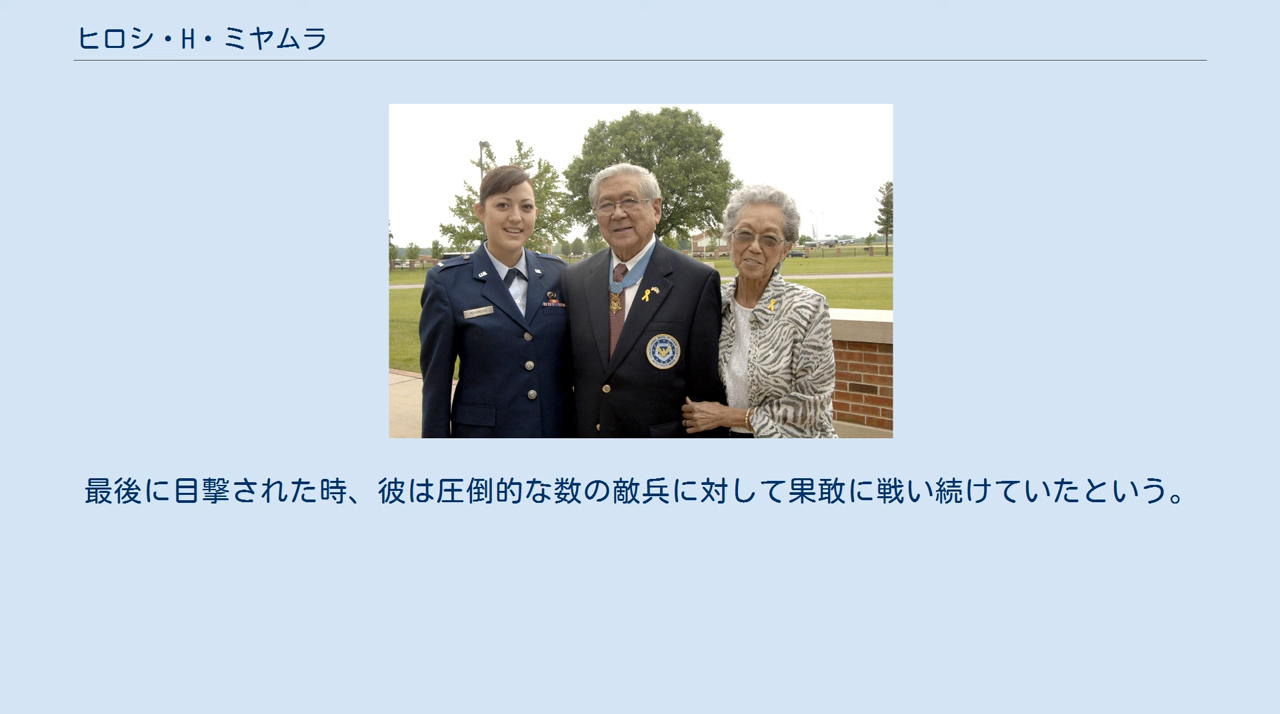 ヒロシ・H・ミヤムラ
最後に目撃された時、彼は圧倒的な数の敵兵に対して果敢に戦い続けていたという。